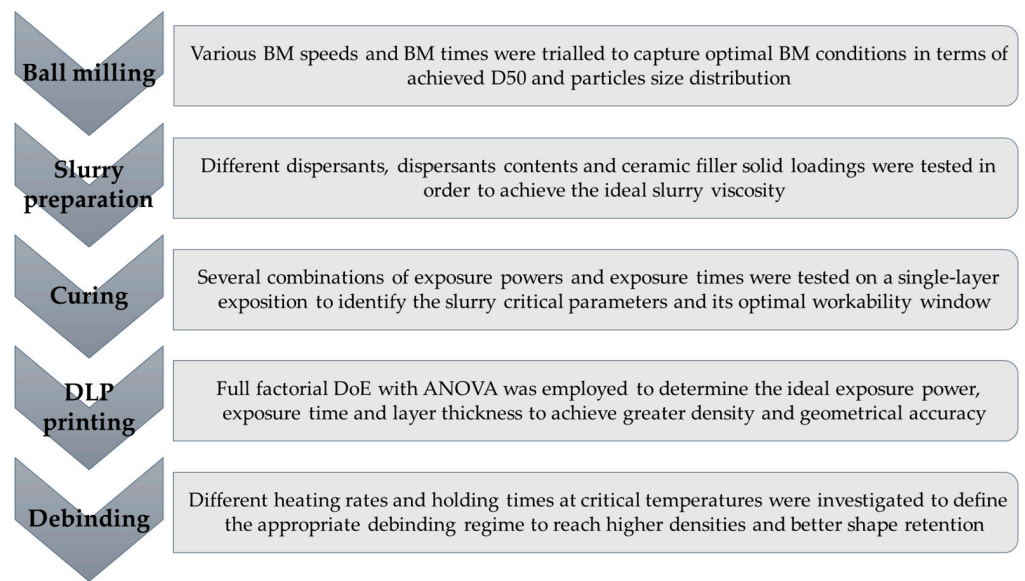 Ball milling
Various BM speeds and BM times were trialled to capture optimal BM conditions in terms of
achieved D50 and particles size distribution
Slurry
preparation
Different dispersants, dispersants contents and ceramic filler solid loadings were tested in
order to achieve the ideal slurry viscosity
Curing
Several combinations of exposure powers and exposure times were tested on a single-layer
exposition to identify the slurry critical parameters and its optimal workability window
DLP
printing
Full factorial DoE with ANOVA was employed to determine the ideal exposure power,
exposure time and layer thickness to achieve greater density and geometrical accuracy
Debinding
Different heating rates and holding times at critical temperatures were investigated to define
the appropriate debinding regime to reach higher densities and better shape retention